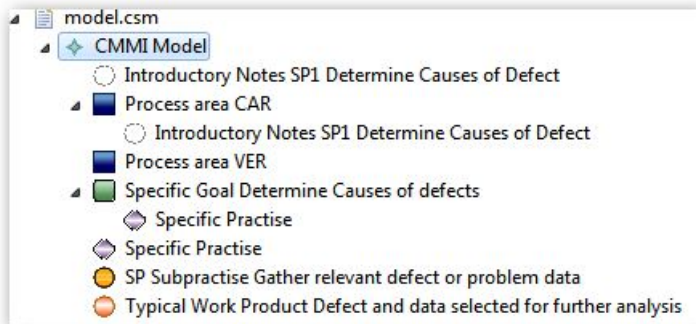 model.csm
CMMI Model
Introductory Notes SP1 Determine Causes of Defect
Process area CAR
Introductory Notes SP1 Determine Causes of Defect
Process area VER
Specific Goal Determine Causes of defects
Specific Practise
Specific Practise
SP Subpractise Gather relevant defect or problem data
Typical Work Product Defect and data selected for further analysis